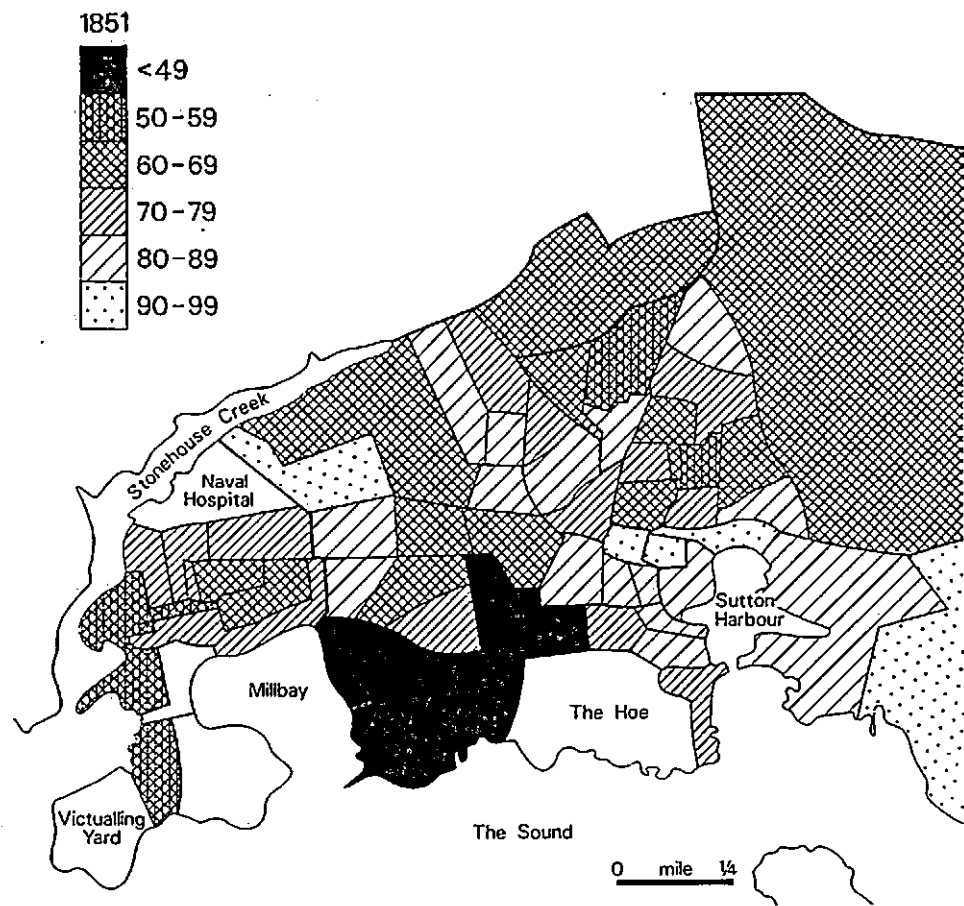 1851
<49
50-59
60-69
70-79
80-89
90-99
Stonehouse Creek
Naval
Hospital
Sutton
Harbour
Millbay
The Hoe
Victualling
Yard
The Sound
0 mile ¼